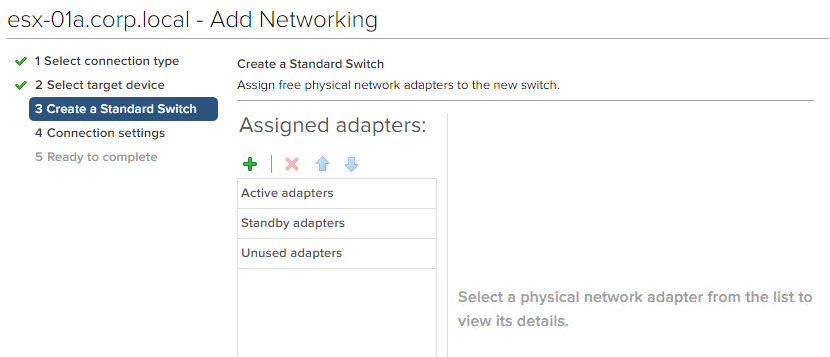 esx-01a.corp.local - Add Networking
1 Select connection type
2 Select target device
3 Create a Standard Switch
4 Connection settings
5 Ready to complete
Create a Standard Switch
Assign free physical network adapters to the new switch.
Assigned adapters:
Active adapters
Standby adapters
Unused adapters
Select a physical network adapter from the list to
view its details.